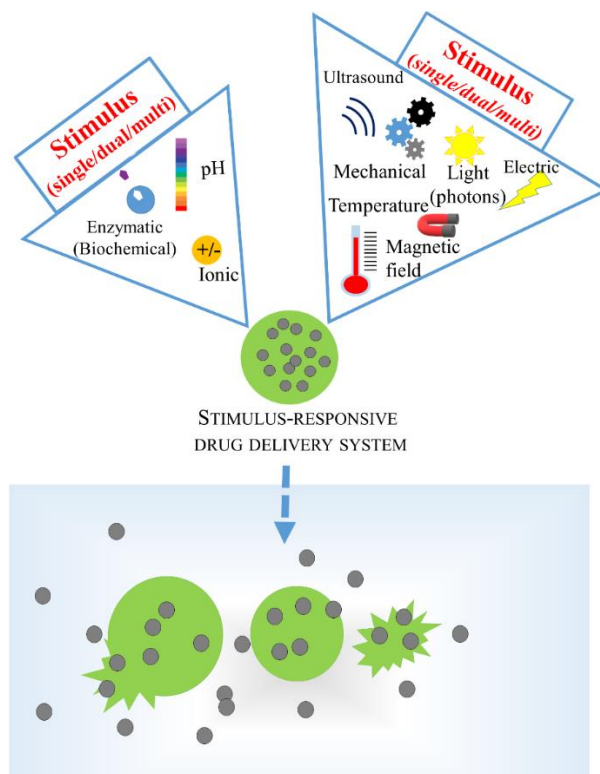 Stimulus
(single/dual/multi)
pH
Enzymatic
(Biochemical)
+/-
Ionic
Stimulus
(single/dual/multi)
Ultrasound
Mechanical
Light
(photons)
Electric
Temperature
Magnetic
field
STIMULUS-RESPONSIVE
DRUG DELIVERY SYSTEM